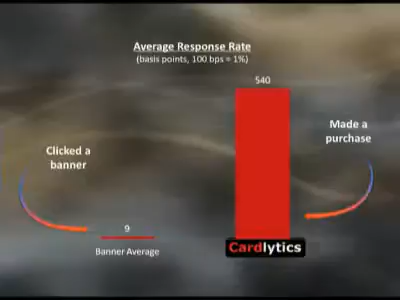 Average Response Rate
(basis points, 100 bps = 1%)
540
Made a
purchase
Clicked a
banner
9
Banner Average
Cardlytics